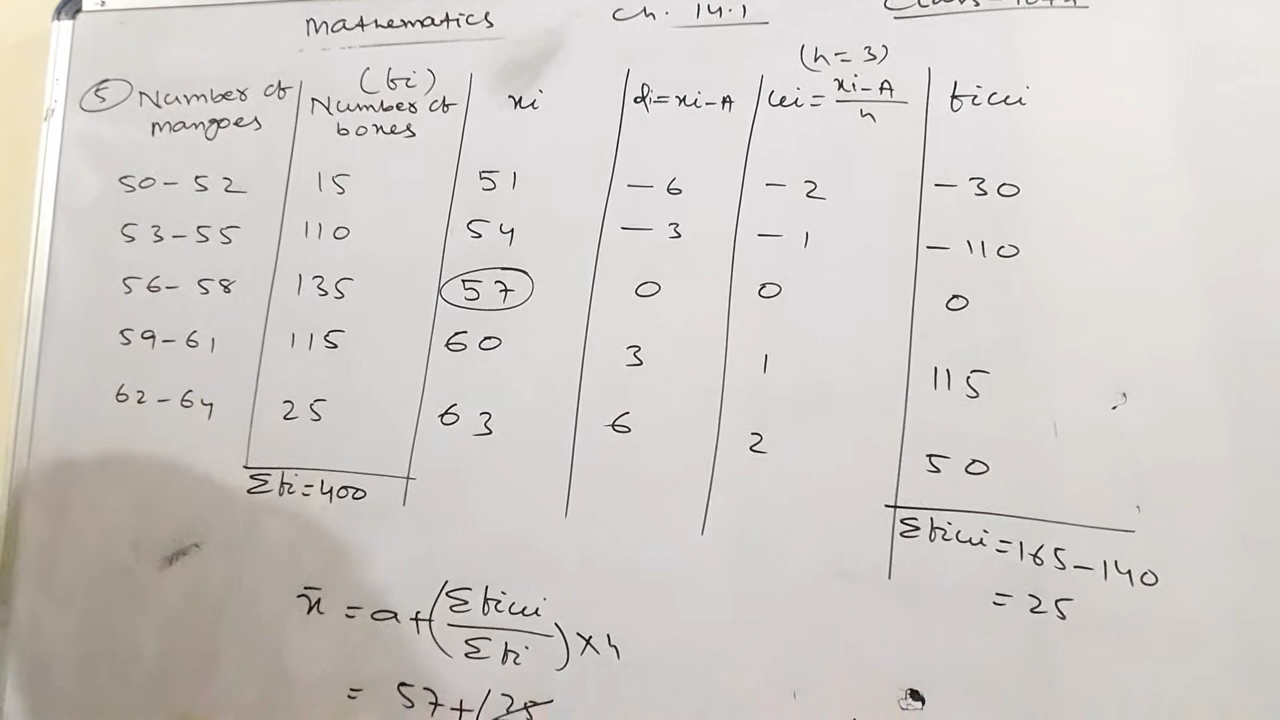 Mathematics Ch. 14.1
(h=3)
(5) Number of mangoes (fi) Number of boxes xi di=xi-A ui=xi-A/h fiui
50-52 15 51 -6 -2 -30
53-55 110 54 -3 -1 -110
56-58 135 57 0 0 0
59-61 115 60 3 1 115
62-64 25 63 6 2 50
Σfi=400
Σfiui=165-140
=25
x̄ = a+(Σfiui/Σfi)×h
= 57+(25